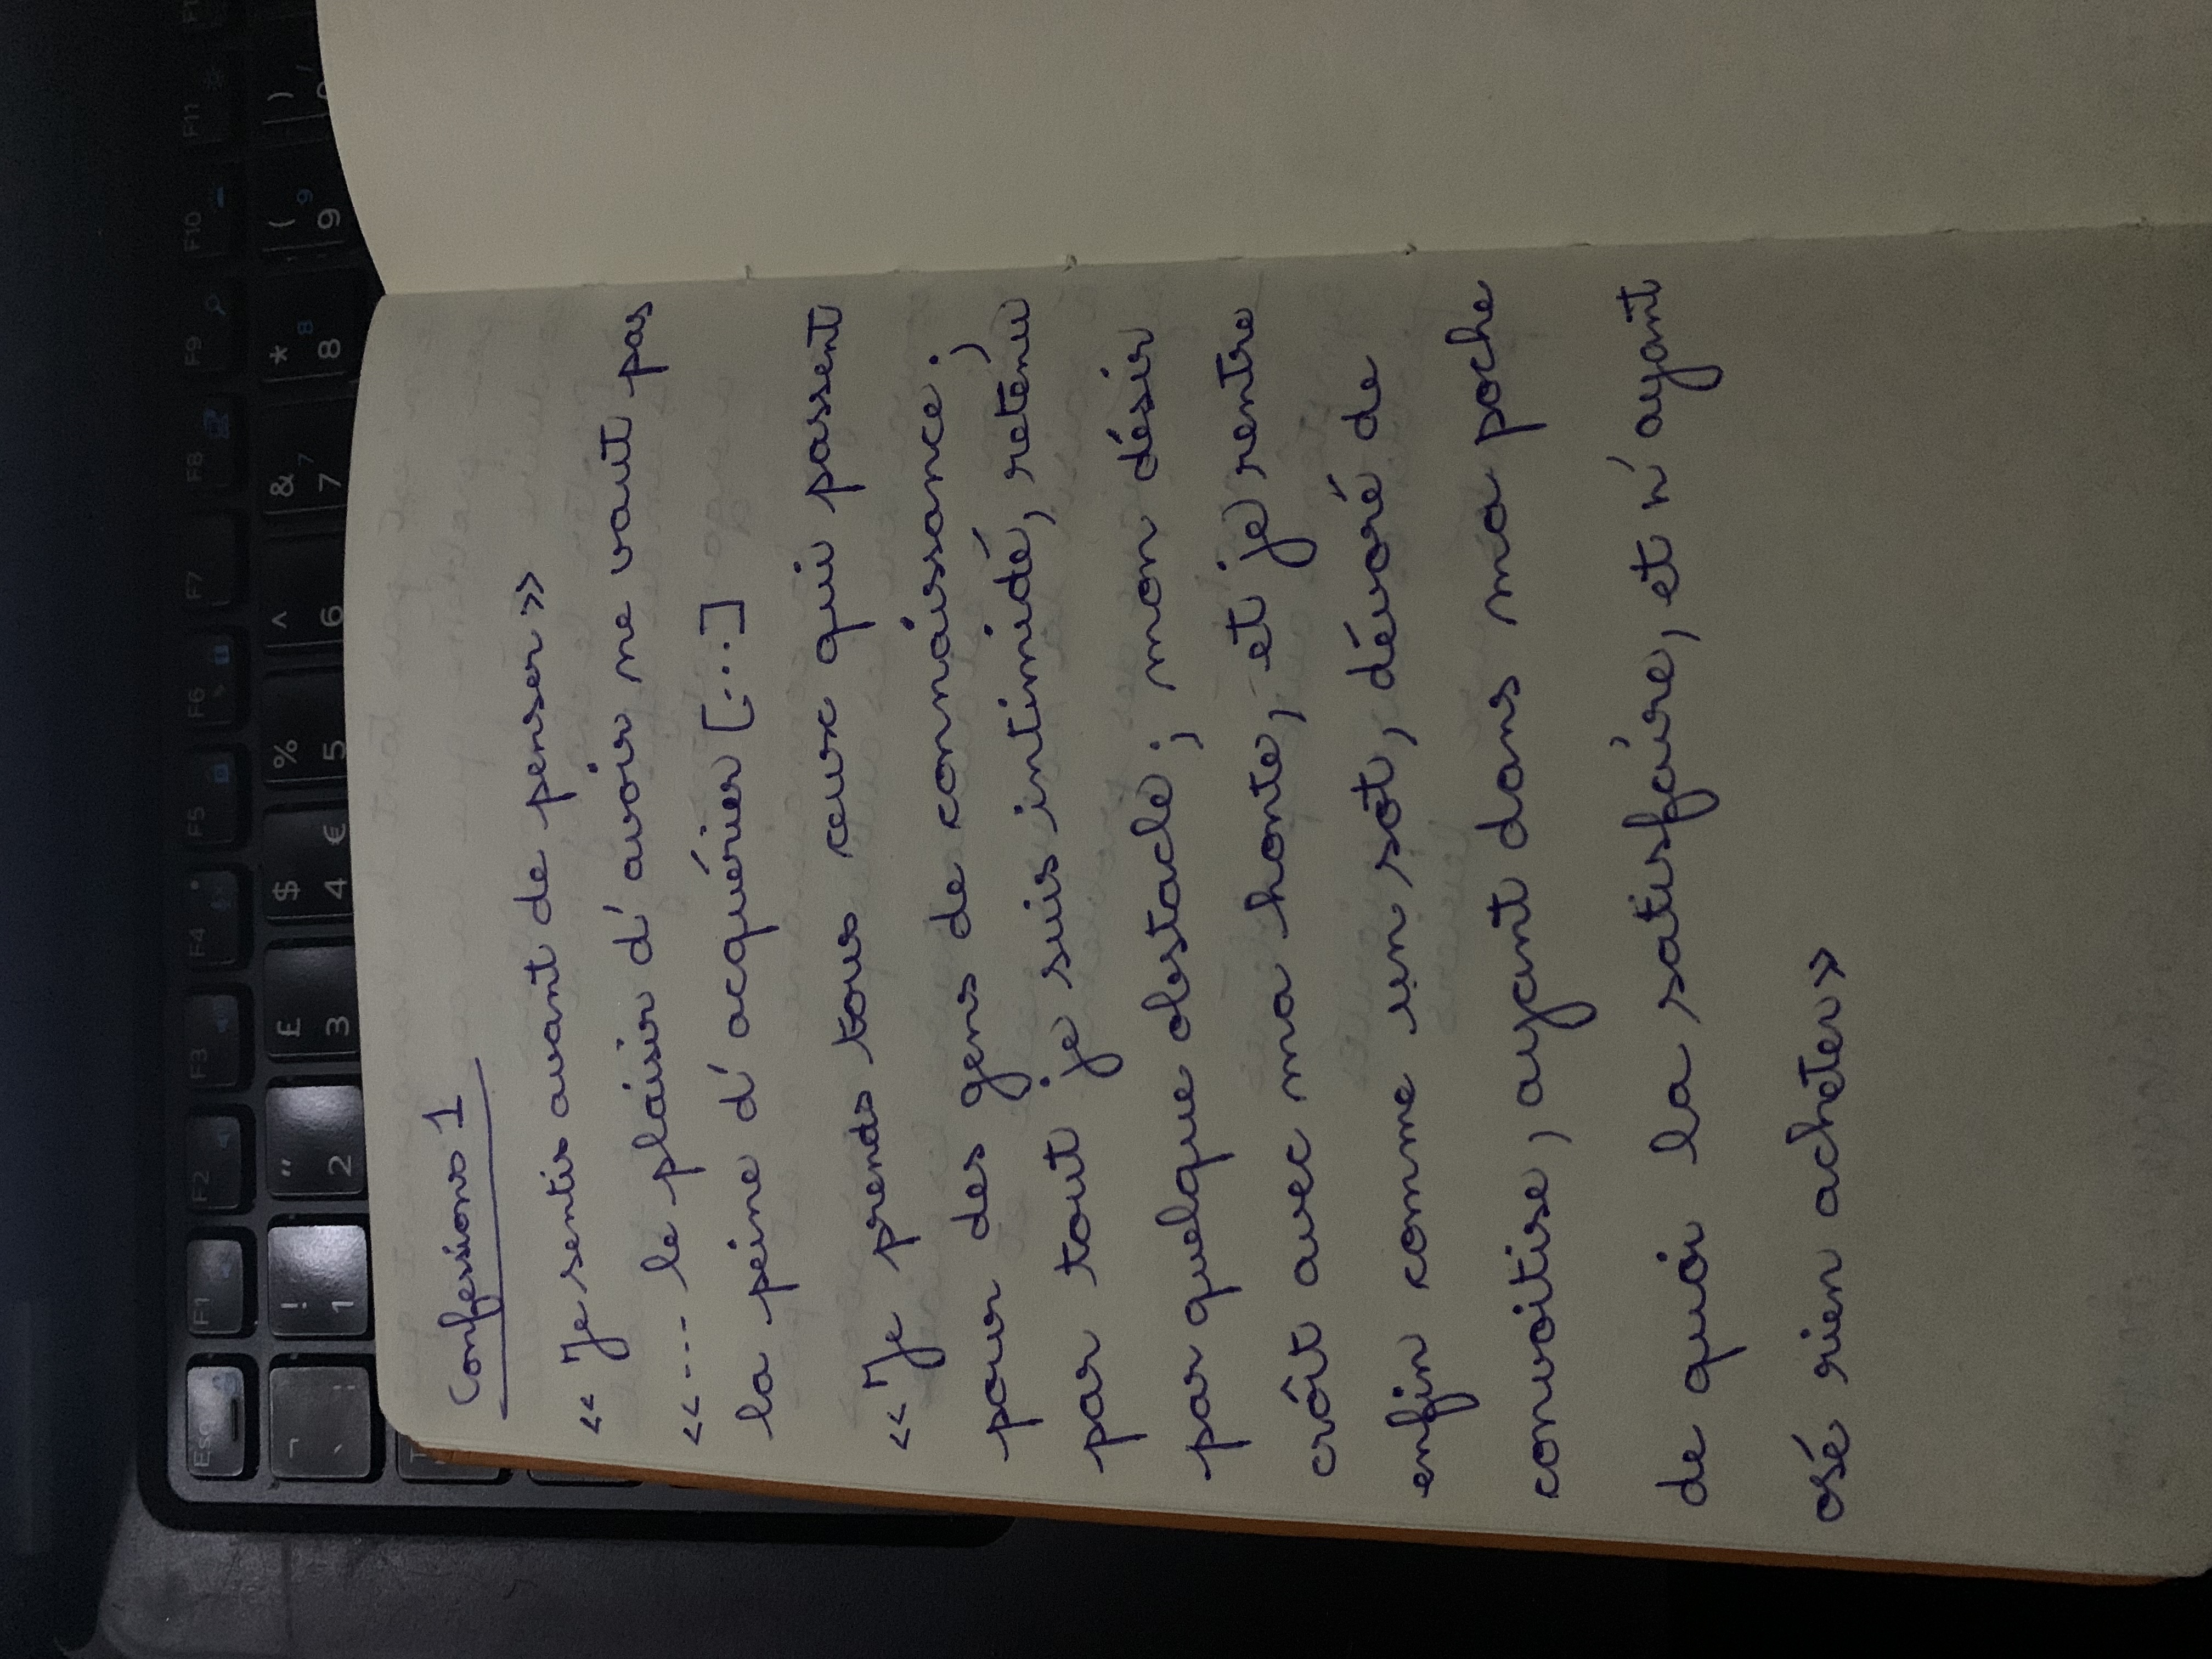 Esc F1 F2 F3 F4 F5 F6 F7 F8 F9 F10 F11
¬ ! " £ $ % ^ & * ( )
` ¦ 1 2 3 4 € 5 6 7 7 8 8 9 9
Confessions 1
« Je sentis avant de penser »
«--- le plaisir d'avoir ne vaut pas
la peine d'acquérier [...]
« Je prends tous ceux qui passent
pour des gens de connaissance ;
par tout je suis intimidé, retenu
par quelque obstacle ; mon désir
croît avec ma honte, et je rentre
enfin comme un sot, dévoré de
convoitise, ayant dans ma poche
de quoi la satisfaire, et n'ayant
osé rien acheter»